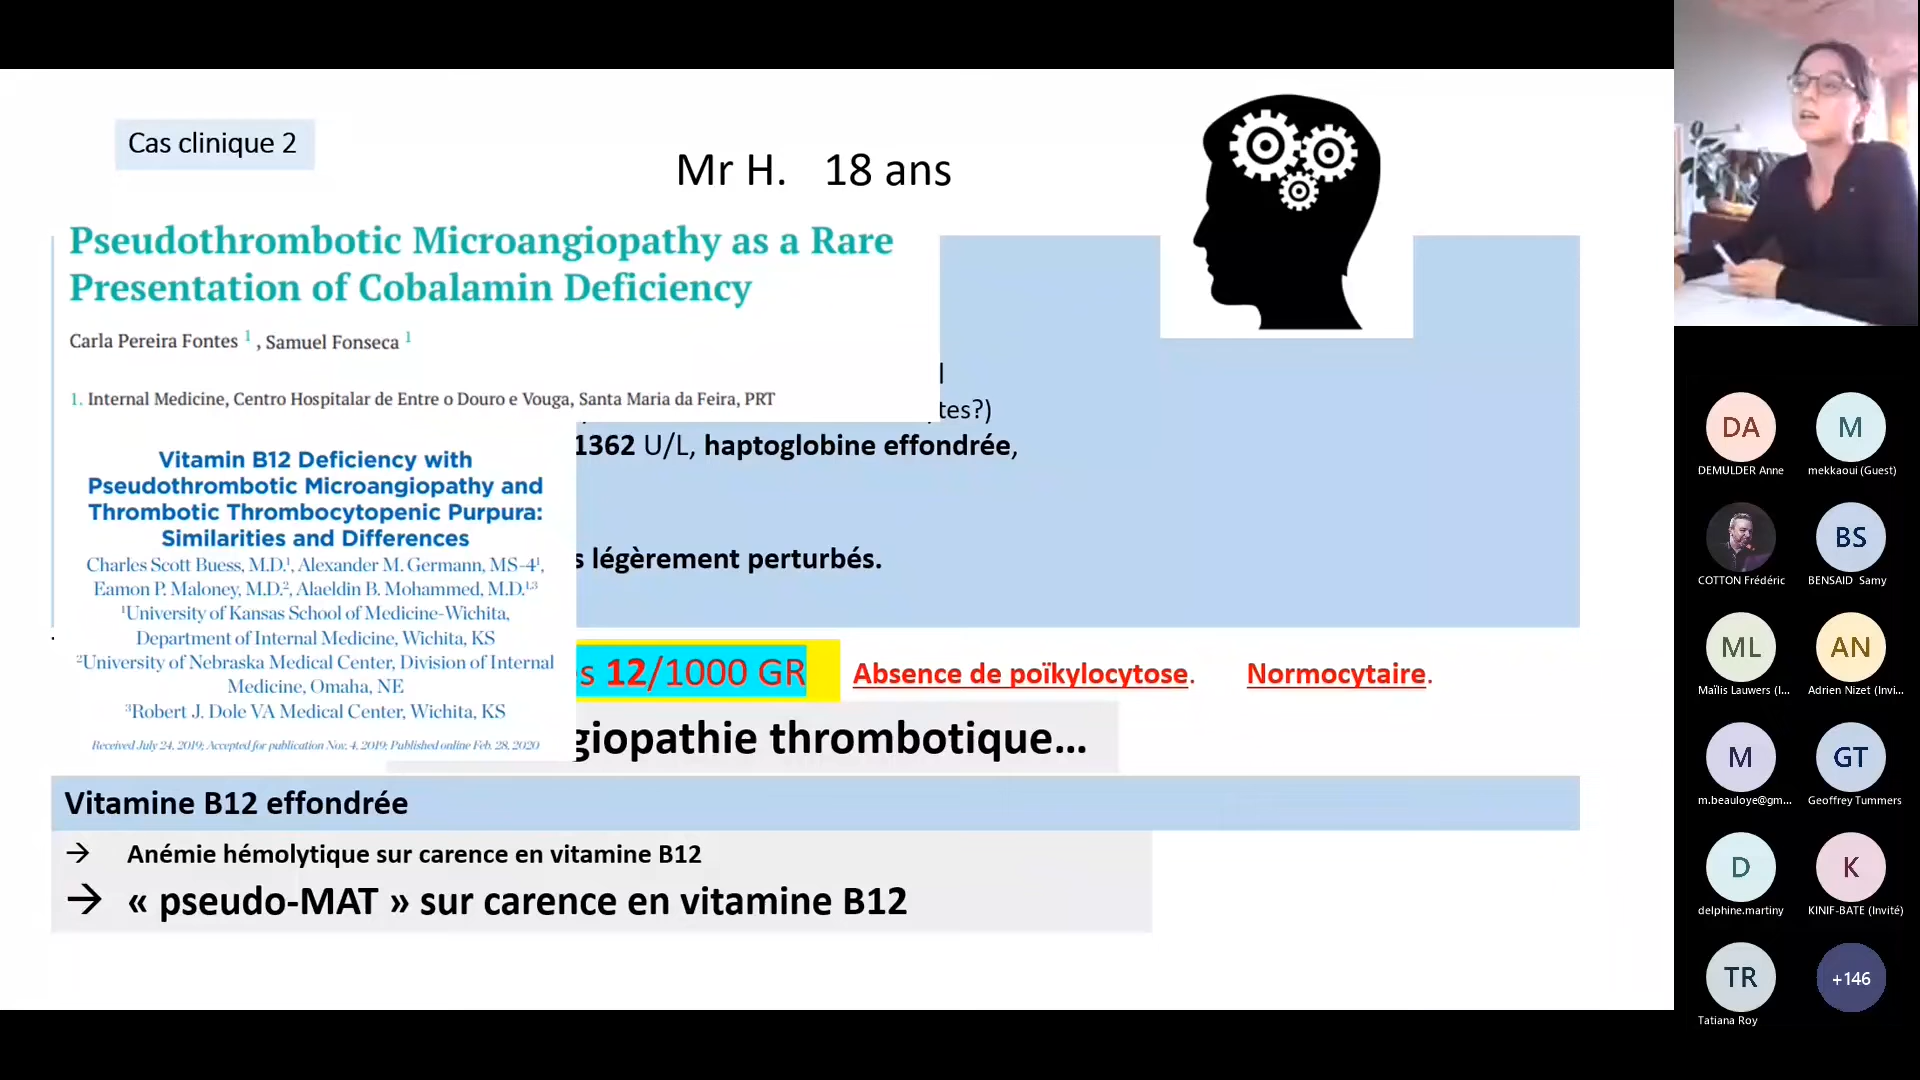 Cas clinique 2
Mr H. 18 ans
Pseudothrombotic Microangiopathy as a Rare
Presentation of Cobalamin Deficiency
Carla Pereira Fontes 1 , Samuel Fonseca 1
1. Internal Medicine, Centro Hospitalar de Entre o Douro e Vouga, Santa Maria da Feira, PRT
tes?)
1362 U/L, haptoglobine effondrée,
Vitamin B12 Deficiency with
Pseudothrombotic Microangiopathy and
Thrombotic Thrombocytopenic Purpura:
Similarities and Differences
Charles Scott Buess, M.D.¹, Alexander M. Germann, MS-4¹,
Eamon P. Maloney, M.D.², Alaeldin B. Mohammed, M.D.¹,³
¹University of Kansas School of Medicine-Wichita,
Department of Internal Medicine, Wichita, KS
²University of Nebraska Medical Center, Division of Internal
Medicine, Omaha, NE
³Robert J. Dole VA Medical Center, Wichita, KS
Received July 24, 2019; Accepted for publication Nov. 4, 2019; Published online Feb. 28, 2020
s légèrement perturbés.
s 12/1000 GR
Absence de poïkylocytose. Normocytaire.
giopathie thrombotique...
Vitamine B12 effondrée
→ Anémie hémolytique sur carence en vitamine B12
→ « pseudo-MAT » sur carence en vitamine B12
DA
DEMULDER Anne
M
mekkaoui (Guest)
COTTON Frédéric
BS
BENSAID Samy
ML
Maïlis Lauwers (I...
AN
Adrien Nizet (Invi...
M
m.beauloye@gm...
GT
Geoffrey Tummers
D
delphine.martiny
K
KINIF-BATE (Invité)
TR
Tatiana Roy
+146